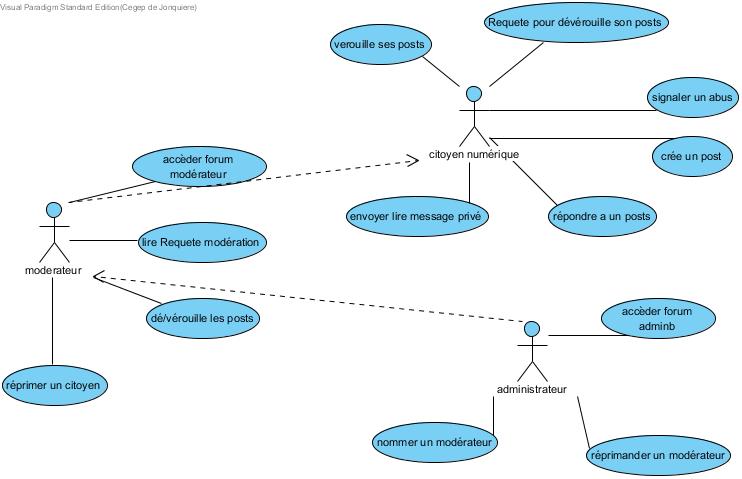 Visual Paradigm Standard Edition(Cegep de Jonquiere)
verouille ses posts
Requete pour dévérouille son posts
signaler un abus
citoyen numérique
crée un post
accèder forum
modérateur
envoyer lire message privé
répondre a un posts
lire Requete modération
moderateur
dé/vérouille les posts
accèder forum
adminb
réprimer un citoyen
administrateur
nommer un modérateur
réprimander un modérateur